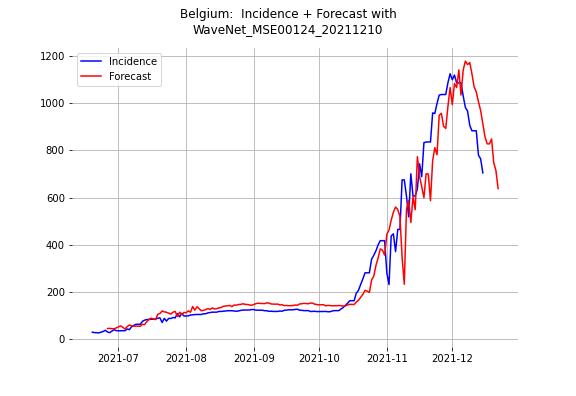 Belgium:  Incidence + Forecast with
WaveNet_MSE00124_20211210
Incidence
Forecast
1200
1000
800
600
400
200
0
2021-07 2021-08 2021-09 2021-10 2021-11 2021-12